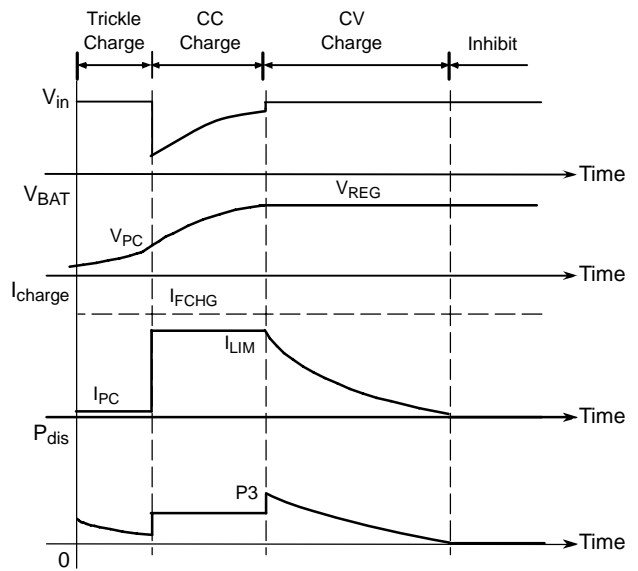 Trickle Charge
CC Charge
CV Charge
Inhibit
Vin
Time
VBAT
VREG
VPC
Time
Icharge
IFCHG
ILIM
IPC
Time
Pdis
P3
Time
0